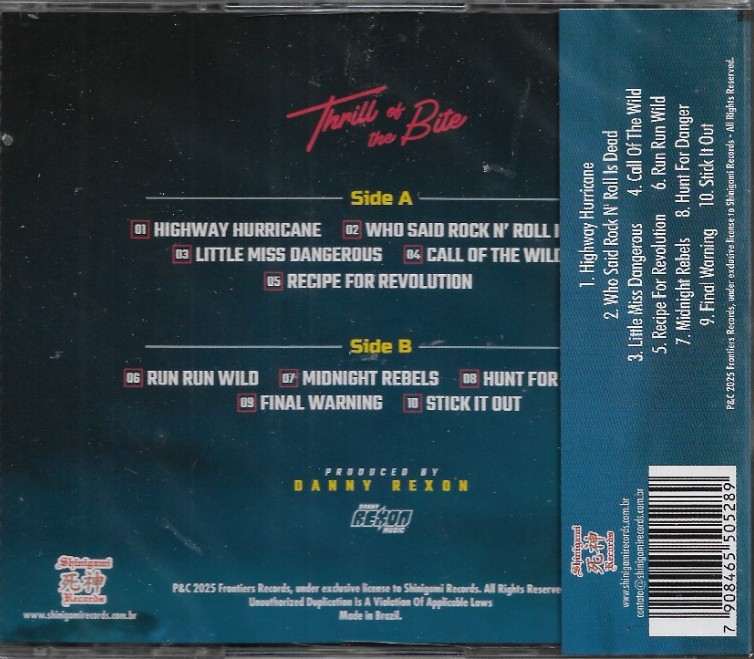 Thrill of
the Bite
Side A
01 HIGHWAY HURRICANE 02 WHO SAID ROCK N' ROLL
03 LITTLE MISS DANGEROUS 04 CALL OF THE WILD
05 RECIPE FOR REVOLUTION
Side B
06 RUN RUN WILD 07 MIDNIGHT REBELS 08 HUNT FOR
09 FINAL WARNING 10 STICK IT OUT
PRODUCED BY
DANNY REXON
DANNY
REXON
MUSIC
Shinigami
死神
Records
www.shinigamirecords.com.br
P&C 2025 Frontiers Records, under exclusive license to Shinigami Records. All Rights Reserved
Unauthorized Duplication Is A Violation Of Applicable Laws
Made in Brazil.
1. Highway Hurricane
2. Who Said Rock N' Roll Is Dead
3. Little Miss Dangerous 4. Call Of The Wild
5. Recipe For Revolution 6. Run Run Wild
7. Midnight Rebels 8. Hunt For Danger
9. Final Warning 10. Stick It Out
P&C 2025 Frontiers Records, under exclusive license to Shinigami Records - All Rights Reserved.
Shinigami
死神
Records
www.shinigamirecords.com.br
contato@shinigamirecords.com.br
7 908465 505289